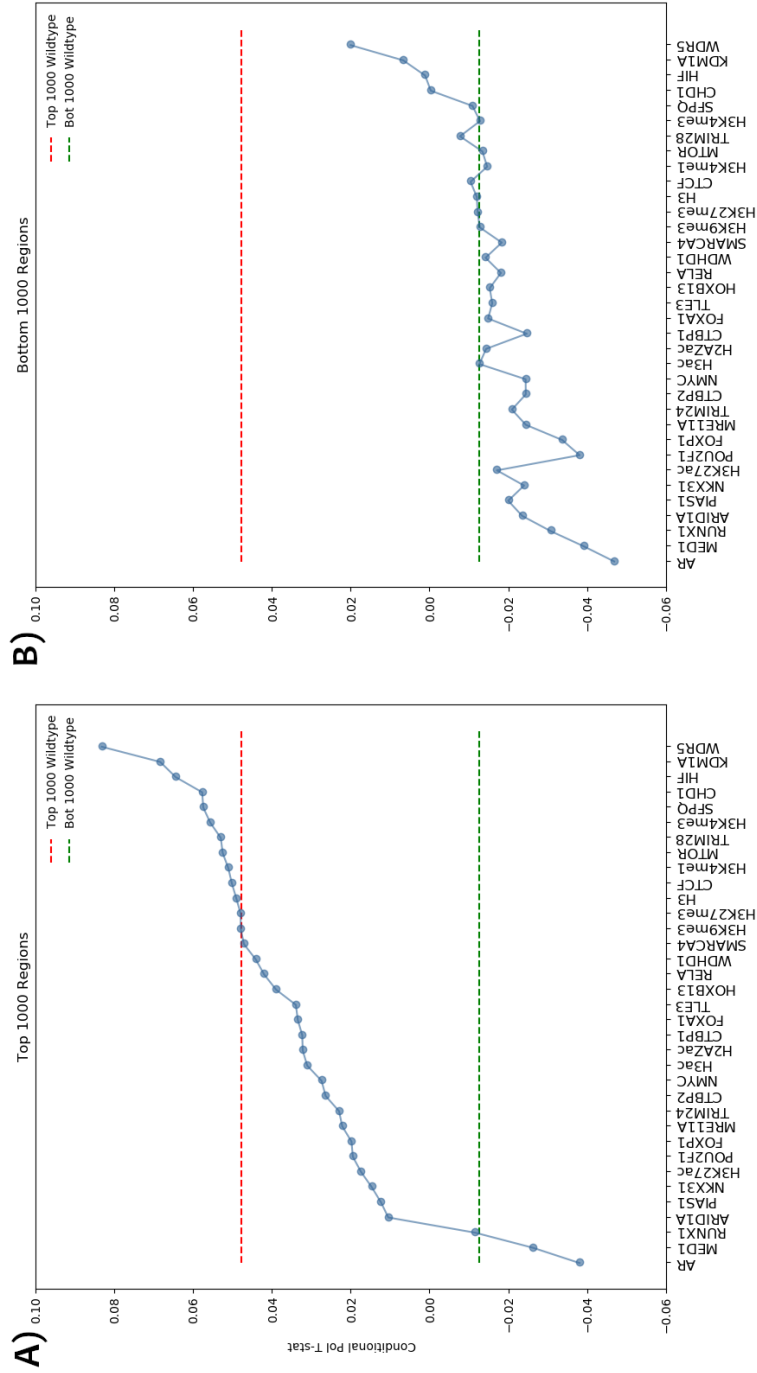 A)
Top 1000 Regions
Top 1000 Wildtype
Bot 1000 Wildtype
Conditional Pol T-stat
0.10
0.08
0.06
0.04
0.02
0.00
−0.02
−0.04
−0.06
AR
MED1
RUNX1
ARID1A
PIAS1
NKX31
H3K27ac
POU2F1
FOXP1
MRE11A
TRIM24
CTBP2
NMYC
H3ac
H2AZac
CTBP1
FOXA1
TLE3
HOXB13
RELA
WDHD1
SMARCA4
H3K9me3
H3K27me3
H3
CTCF
H3K4me1
MTOR
TRIM28
H3K4me3
SFPQ
CHD1
HIF
KDM1A
WDR5
B)
Bottom 1000 Regions
Top 1000 Wildtype
Bot 1000 Wildtype
0.10
0.08
0.06
0.04
0.02
0.00
−0.02
−0.04
−0.06
AR
MED1
RUNX1
ARID1A
PIAS1
NKX31
H3K27ac
POU2F1
FOXP1
MRE11A
TRIM24
CTBP2
NMYC
H3ac
H2AZac
CTBP1
FOXA1
TLE3
HOXB13
RELA
WDHD1
SMARCA4
H3K9me3
H3K27me3
H3
CTCF
H3K4me1
MTOR
TRIM28
H3K4me3
SFPQ
CHD1
HIF
KDM1A
WDR5